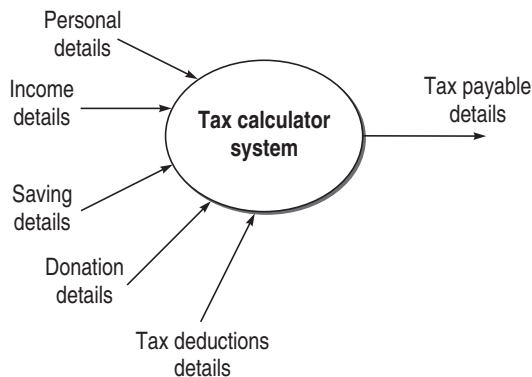 Personal
details
Income
details
Saving
details
Donation
details
Tax deductions
details
Tax calculator
system
Tax payable
details